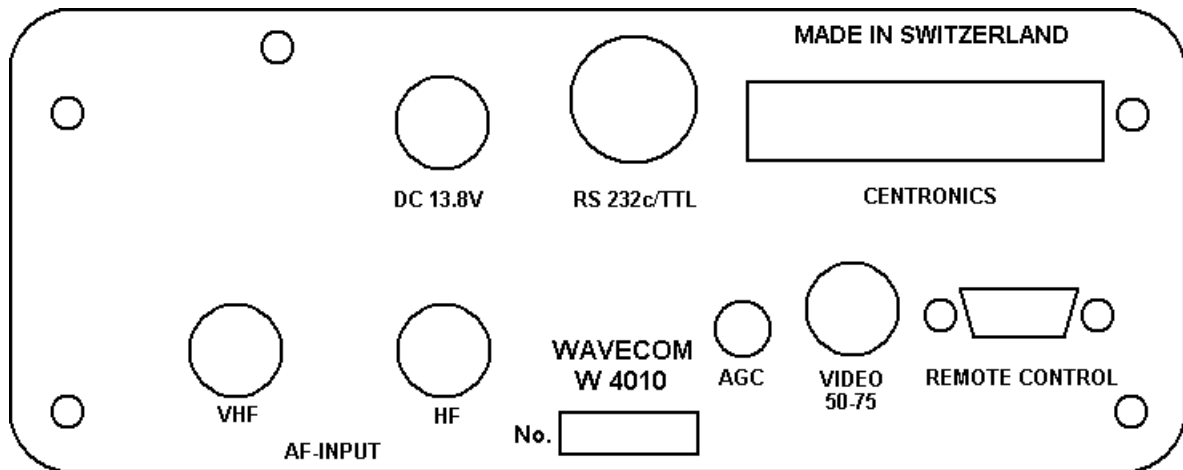 MADE IN SWITZERLAND
DC 13.8V
RS 232c/TTL
CENTRONICS
WAVECOM
W 4010
AGC
VIDEO
50-75
REMOTE CONTROL
VHF
HF
No.
AF-INPUT